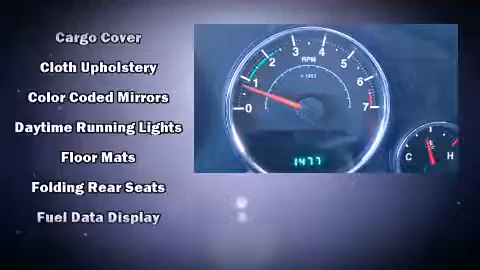 Cargo Cover
Cloth Upholstery
Color Coded Mirrors
Daytime Running Lights
Floor Mats
Folding Rear Seats
Fuel Data Display
0 1 2 3 4 5 6 7
RPM
1477
C H